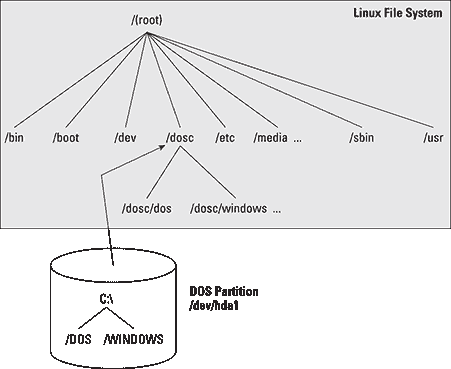 Linux File System
/(root)
/bin /boot /dev /dosc /etc /media ... /sbin /usr
/dosc/dos /dosc/windows ...
C:\
DOS Partition
/dev/hda1
/DOS /WINDOWS